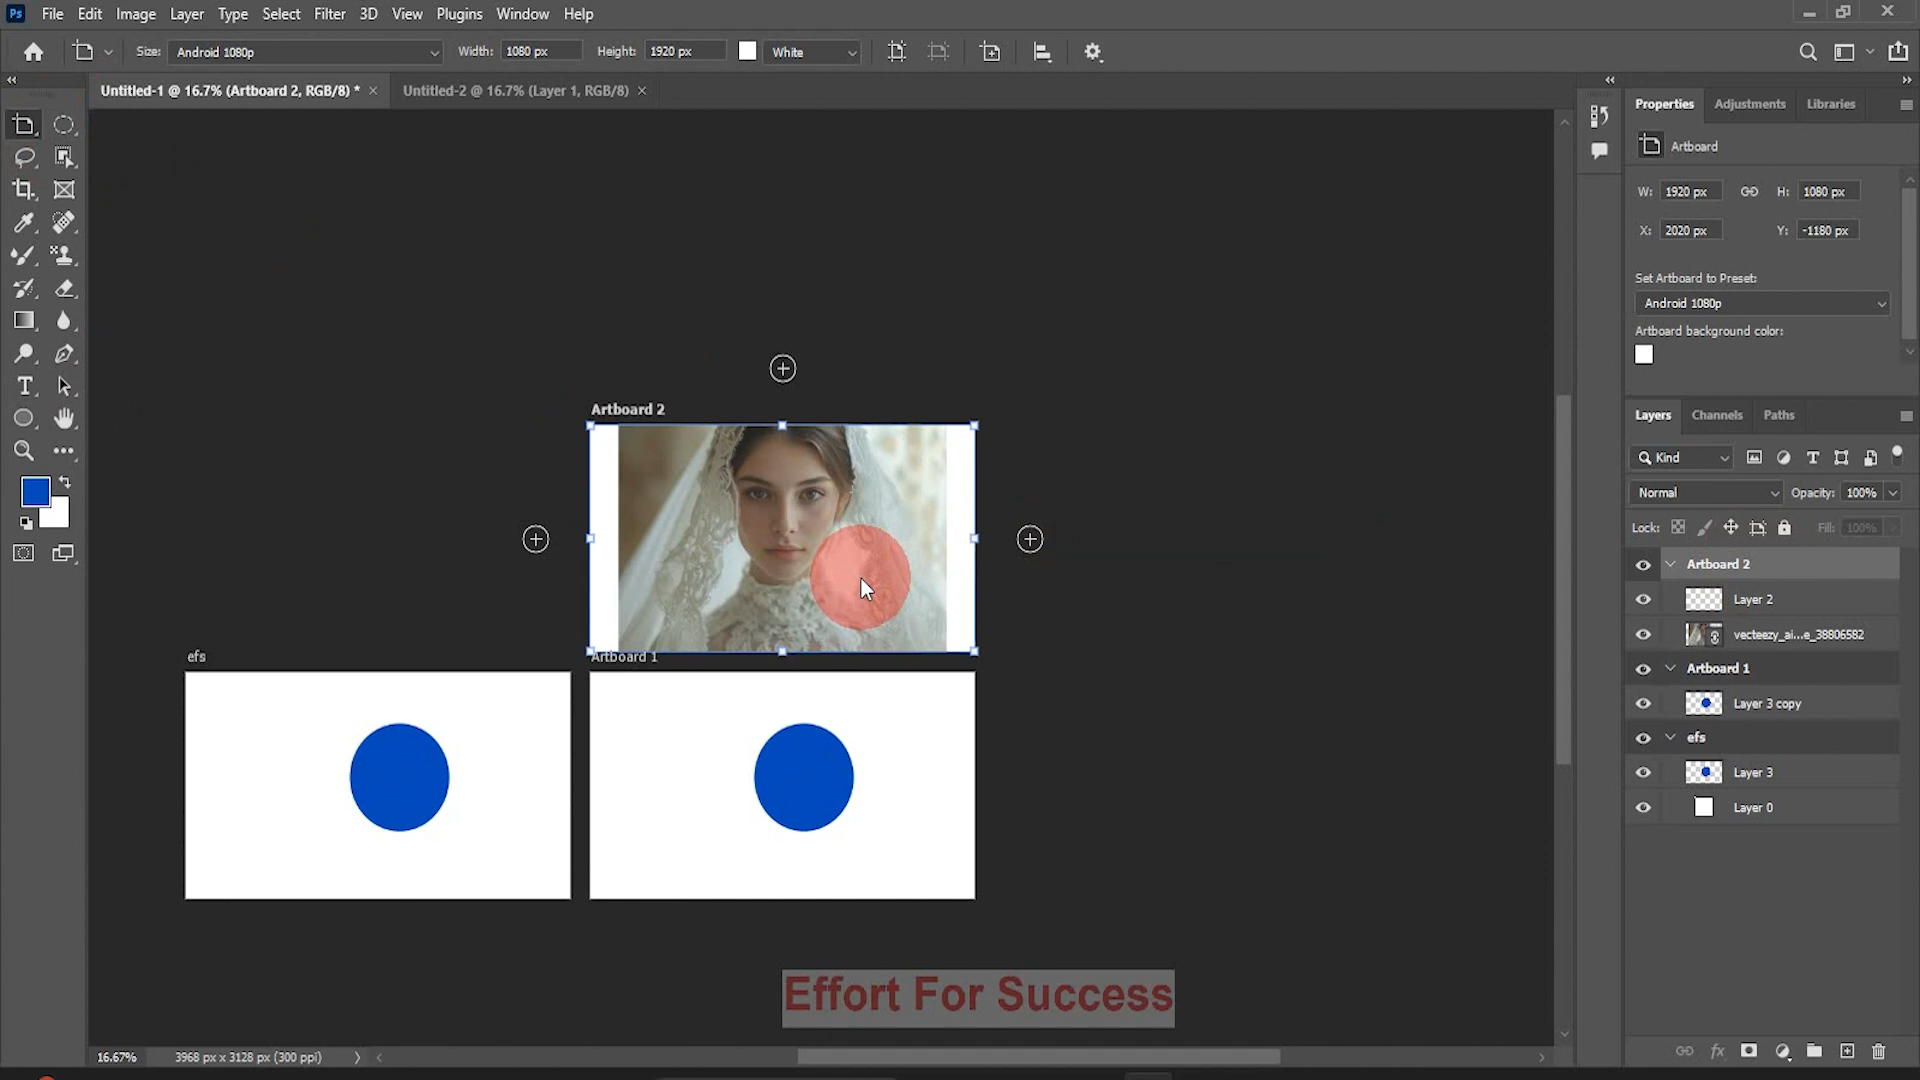 Ps File Edit Image Layer Type Select Filter 3D View Plugins Window Help
Size: Android 1080p Width: 1080 px Height: 1920 px White
Untitled-1 @ 16.7% (Artboard 2, RGB/8) * × Untitled-2 @ 16.7% (Layer 1, RGB/8) ×
Properties Adjustments Libraries
Artboard
W: 1920 px H: 1080 px
X: 2020 px Y: -1180 px
Set Artboard to Preset:
Android 1080p
Artboard background color:
Artboard 2
efs
Artboard 1
Layers Channels Paths
Kind
Normal Opacity: 100%
Lock: Fill: 100%
Artboard 2
Layer 2
vecteezy_ai...e_38806582
Artboard 1
Layer 3 copy
efs
Layer 3
Layer 0
Effort For Success
16.67% 3968 px x 3128 px (300 ppi)